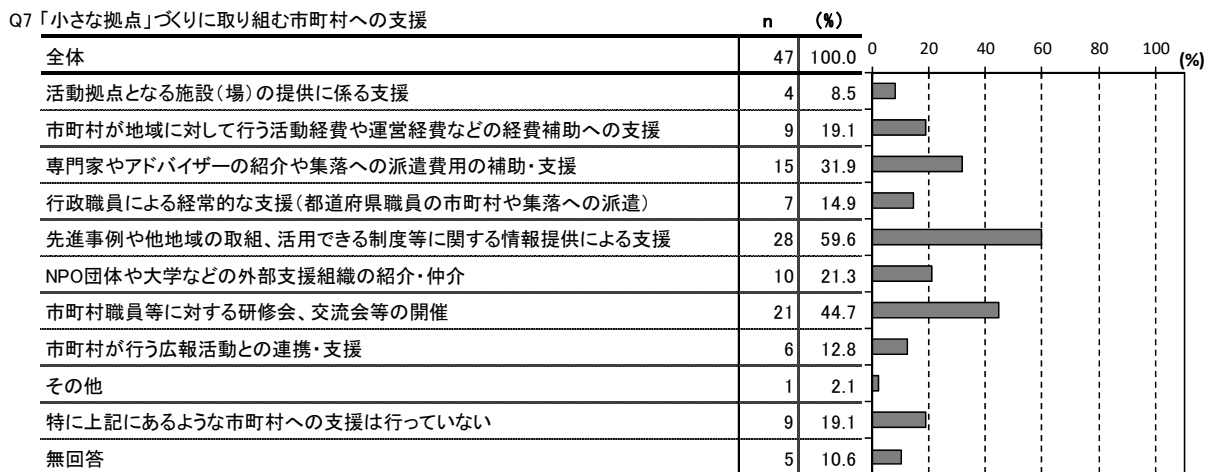 Q7 「小さな拠点」づくりに取り組む市町村への支援 n (%)
全体 47 100.0
0 20 40 60 80 100 (%)
活動拠点となる施設(場)の提供に係る支援 4 8.5
市町村が地域に対して行う活動経費や運営経費などの経費補助への支援 9 19.1
専門家やアドバイザーの紹介や集落への派遣費用の補助・支援 15 31.9
行政職員による経常的な支援(都道府県職員の市町村や集落への派遣) 7 14.9
先進事例や他地域の取組、活用できる制度等に関する情報提供による支援 28 59.6
NPO団体や大学などの外部支援組織の紹介・仲介 10 21.3
市町村職員等に対する研修会、交流会等の開催 21 44.7
市町村が行う広報活動との連携・支援 6 12.8
その他 1 2.1
特に上記にあるような市町村への支援は行っていない 9 19.1
無回答 5 10.6